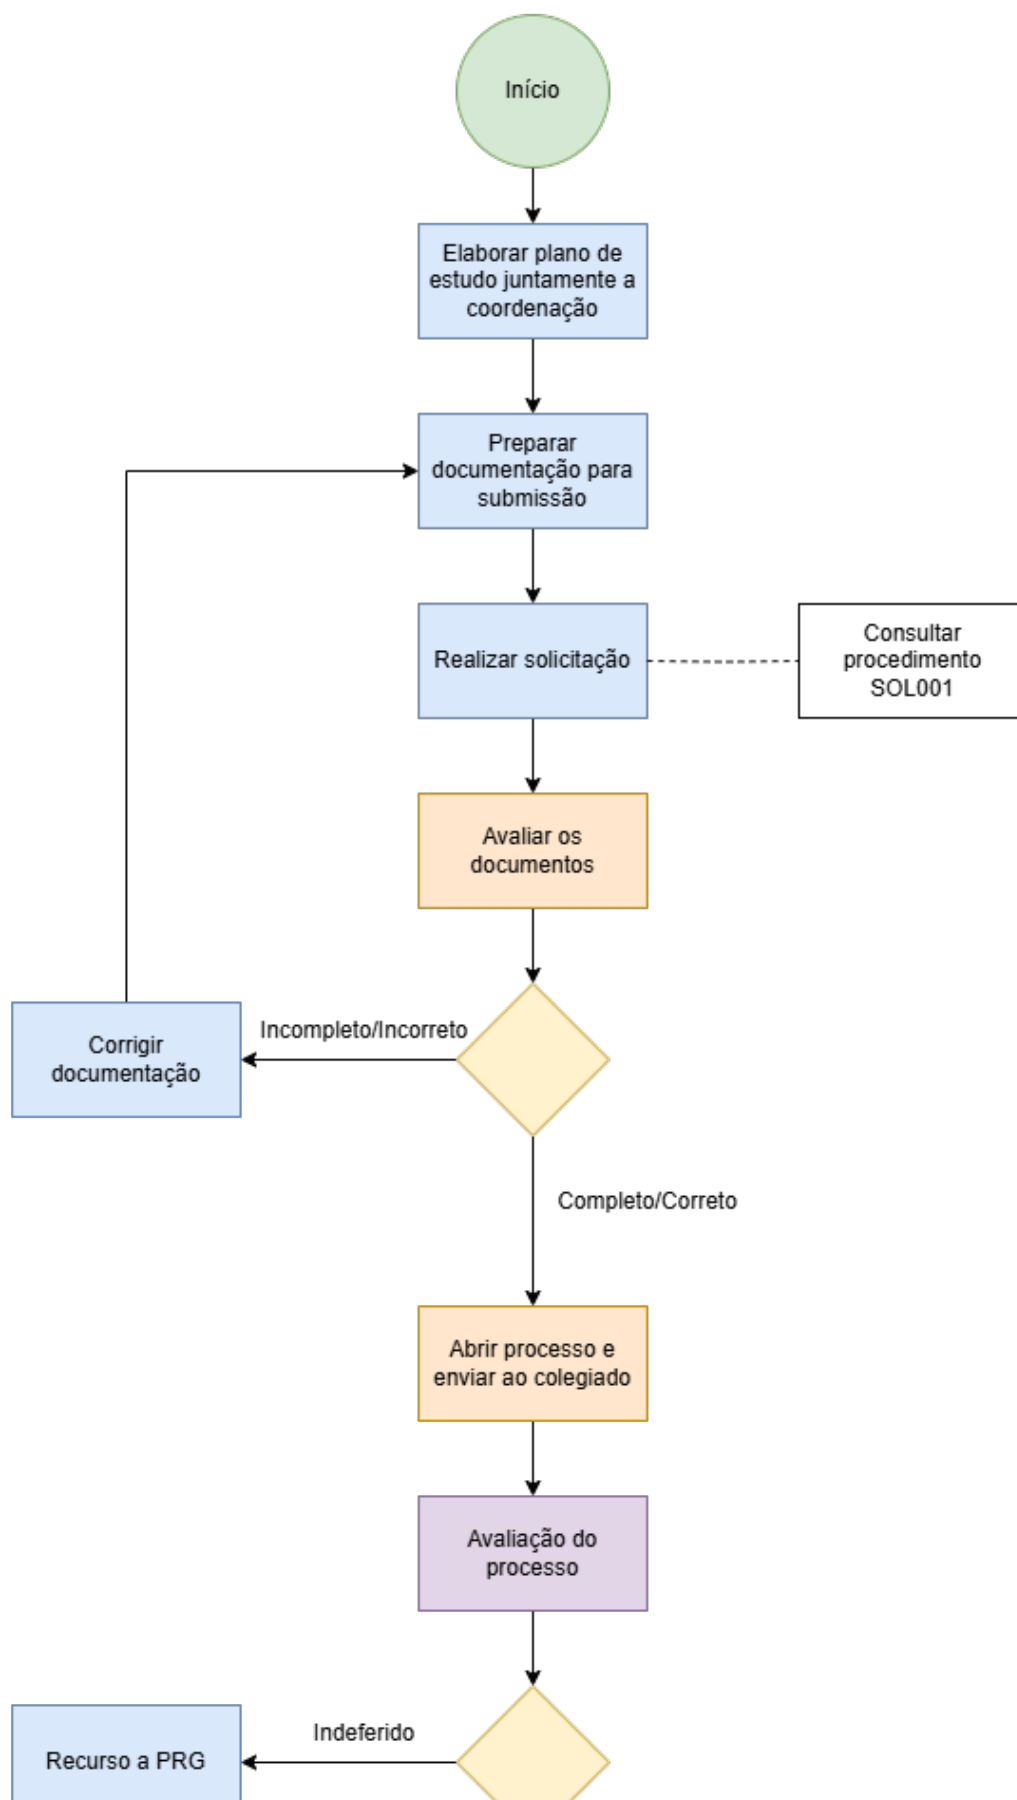 Início
Elaborar plano de
estudo juntamente a
coordenação
Preparar
documentação para
submissão
Realizar solicitação
Consultar
procedimento
SOL001
Avaliar os
documentos
Incompleto/Incorreto
Corrigir
documentação
Completo/Correto
Abrir processo e
enviar ao colegiado
Avaliação do
processo
Indeferido
Recurso a PRG